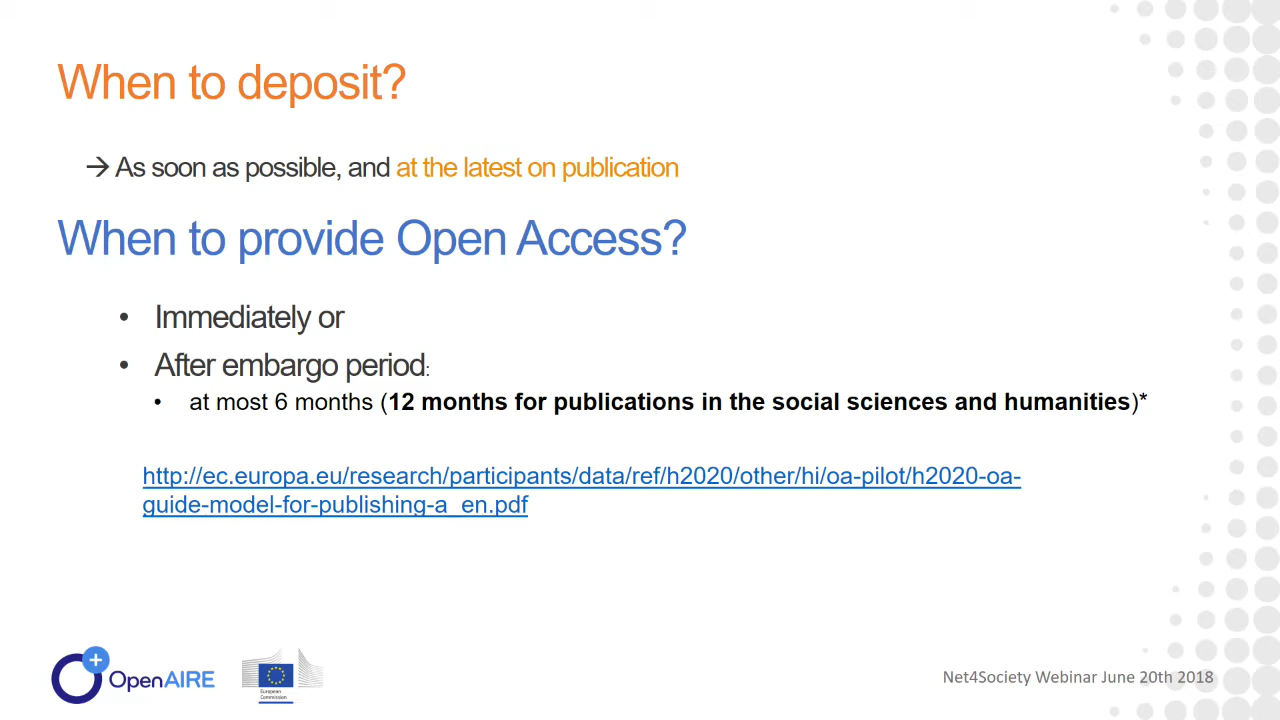 When to deposit?
→ As soon as possible, and at the latest on publication
When to provide Open Access?
• Immediately or
• After embargo period:
• at most 6 months (12 months for publications in the social sciences and humanities)*
http://ec.europa.eu/research/participants/data/ref/h2020/other/hi/oa-pilot/h2020-oa-
guide-model-for-publishing-a_en.pdf
OpenAIRE
European
Commission
Net4Society Webinar June 20th 2018